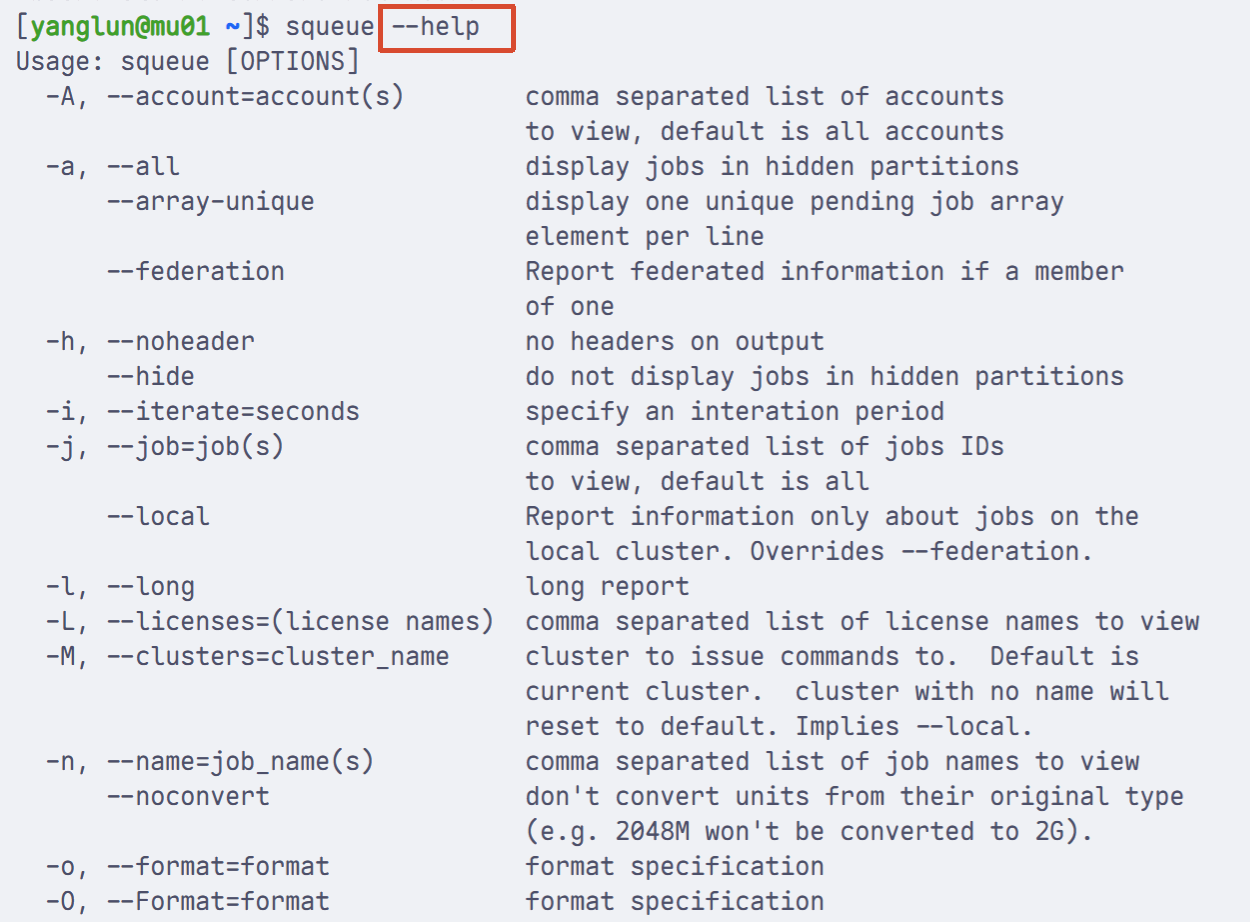 [yanglun@mu01 ~]$ squeue --help
Usage: squeue [OPTIONS]
-A, --account=account(s) comma separated list of accounts
to view, default is all accounts
-a, --all display jobs in hidden partitions
--array-unique display one unique pending job array
element per line
--federation Report federated information if a member
of one
-h, --noheader no headers on output
--hide do not display jobs in hidden partitions
-i, --iterate=seconds specify an interation period
-j, --job=job(s) comma separated list of jobs IDs
to view, default is all
--local Report information only about jobs on the
local cluster. Overrides --federation.
-l, --long long report
-L, --licenses=(license names) comma separated list of license names to view
-M, --clusters=cluster_name cluster to issue commands to.  Default is
current cluster.  cluster with no name will
reset to default. Implies --local.
-n, --name=job_name(s) comma separated list of job names to view
--noconvert don't convert units from their original type
(e.g. 2048M won't be converted to 2G).
-o, --format=format format specification
-O, --Format=format format specification